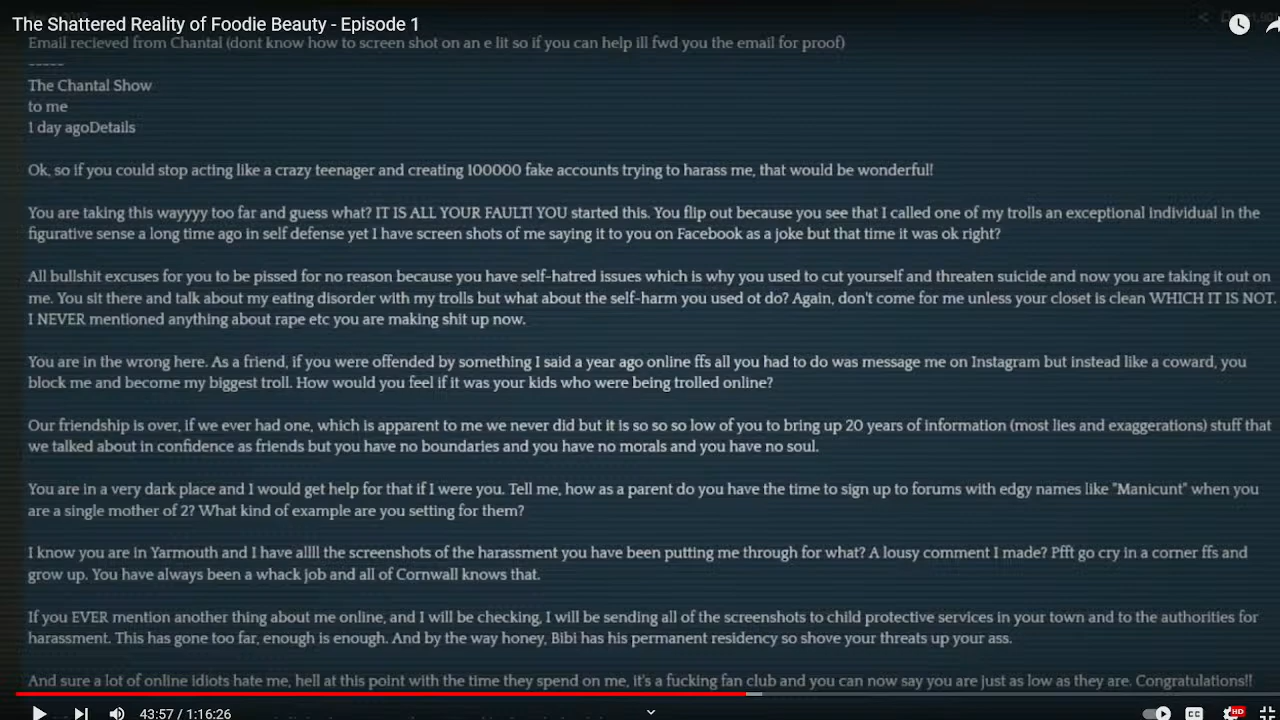 The Shattered Reality of Foodie Beauty - Episode 1
Email recieved from Chantal (dont know how to screen shot on an e lit so if you can help ill fwd you the email for proof)
-----
The Chantal Show
to me
1 day agoDetails
Ok, so if you could stop acting like a crazy teenager and creating 100000 fake accounts trying to harass me, that would be wonderful!
You are taking this wayyyy too far and guess what? IT IS ALL YOUR FAULT! YOU started this. You flip out because you see that I called one of my trolls an exceptional individual in the
figurative sense a long time ago in self defense yet I have screen shots of me saying it to you on Facebook as a joke but that time it was ok right?
All bullshit excuses for you to be pissed for no reason because you have self-hatred issues which is why you used to cut yourself and threaten suicide and now you are taking it out on
me. You sit there and talk about my eating disorder with my trolls but what about the self-harm you used ot do? Again, don't come for me unless your closet is clean WHICH IT IS NOT.
I NEVER mentioned anything about rape etc you are making shit up now.
You are in the wrong here. As a friend, if you were offended by something I said a year ago online ffs all you had to do was message me on Instagram but instead like a coward, you
block me and become my biggest troll. How would you feel if it was your kids who were being trolled online?
Our friendship is over, if we ever had one, which is apparent to me we never did but it is so so so low of you to bring up 20 years of information (most lies and exaggerations) stuff that
we talked about in confidence as friends but you have no boundaries and you have no morals and you have no soul.
You are in a very dark place and I would get help for that if I were you. Tell me, how as a parent do you have the time to sign up to forums with edgy names like "Manicunt" when you
are a single mother of 2? What kind of example are you setting for them?
I know you are in Yarmouth and I have allll the screenshots of the harassment you have been putting me through for what? A lousy comment I made? Pfft go cry in a corner ffs and
grow up. You have always been a whack job and all of Cornwall knows that.
If you EVER mention another thing about me online, and I will be checking, I will be sending all of the screenshots to child protective services in your town and to the authorities for
harassment. This has gone too far, enough is enough. And by the way honey, Bibi has his permanent residency so shove your threats up your ass.
And sure a lot of online idiots hate me, hell at this point with the time they spend on me, it's a fucking fan club and you can now say you are just as low as they are. Congratulations!!
43:57 / 1:16:26
CC
HD